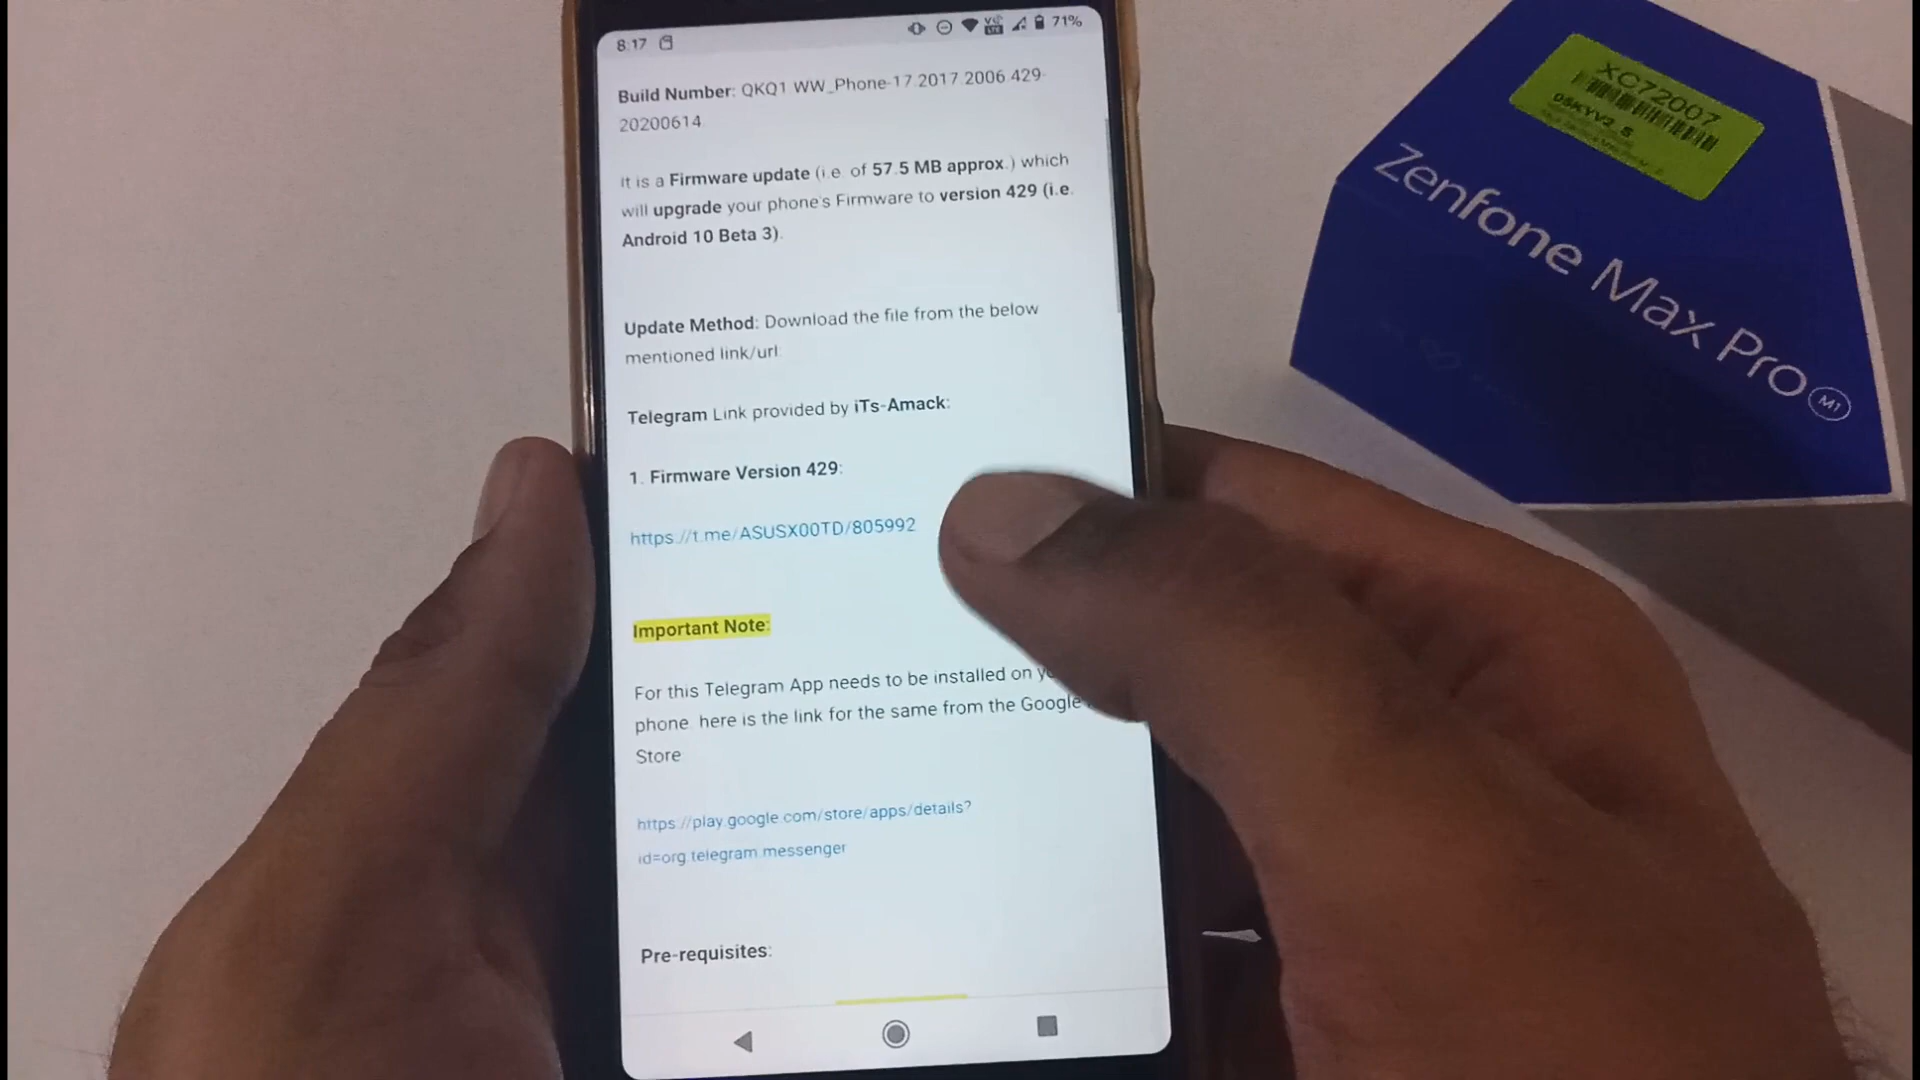 8:17 71%
Build Number: QKQ1.WW_Phone-17.2017.2006.429-
20200614
It is a Firmware update (i.e. of 57.5 MB approx.) which
will upgrade your phone's Firmware to version 429 (i.e.
Android 10 Beta 3).
Update Method: Download the file from the below
mentioned link/url:
Telegram Link provided by iTs-Amack:
1. Firmware Version 429:
https://t.me/ASUSX00TD/805992
Important Note:
For this Telegram App needs to be installed on
phone. here is the link for the same from the Google
Store
https://play.google.com/store/apps/details?
id=org.telegram.messenger
Pre-requisites:
XC72007
Zenfone Max Pro M1